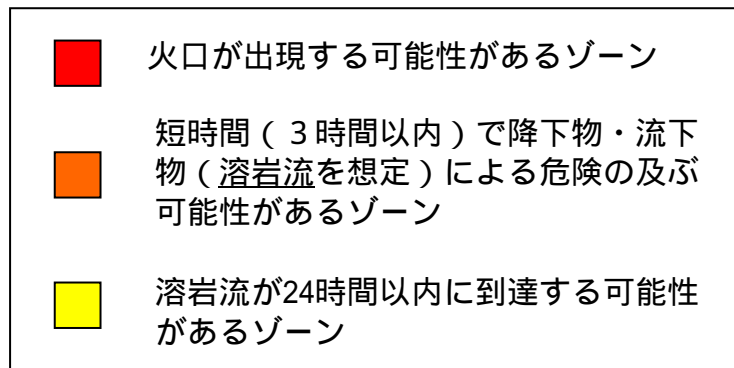 火口が出現する可能性があるゾーン
短時間(3時間以内)で降下物・流下
物(溶岩流を想定)による危険の及ぶ
可能性があるゾーン
溶岩流が24時間以内に到達する可能性
があるゾーン